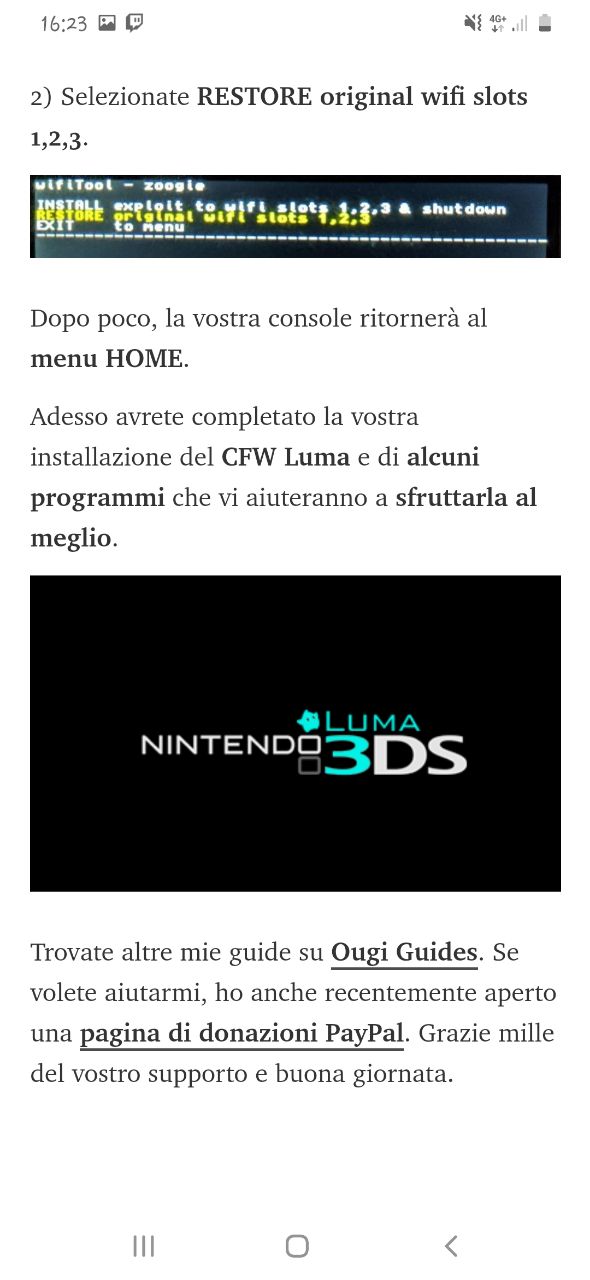 16:23 4G+
2) Selezionate RESTORE original wifi slots
1,2,3.
wifiTool - zoogie
INSTALL exploit to wifi slots 1,2,3 & shutdown
RESTORE original wifi slots 1,2,3
EXIT to menu
Dopo poco, la vostra console ritornerà al
menu HOME.
Adesso avrete completato la vostra
installazione del CFW Luma e di alcuni
programmi che vi aiuteranno a sfruttarla al
meglio.
LUMA
NINTENDO 3DS
Trovate altre mie guide su Ougi Guides. Se
volete aiutarmi, ho anche recentemente aperto
una pagina di donazioni PayPal. Grazie mille
del vostro supporto e buona giornata.